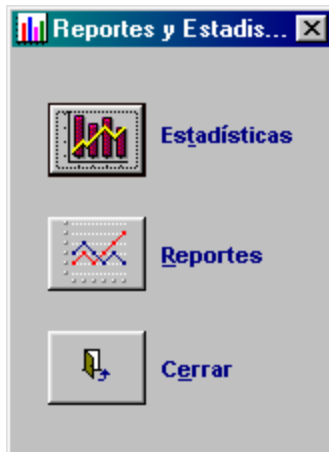 Reportes y Estadis...
Estadísticas
Reportes
Cerrar